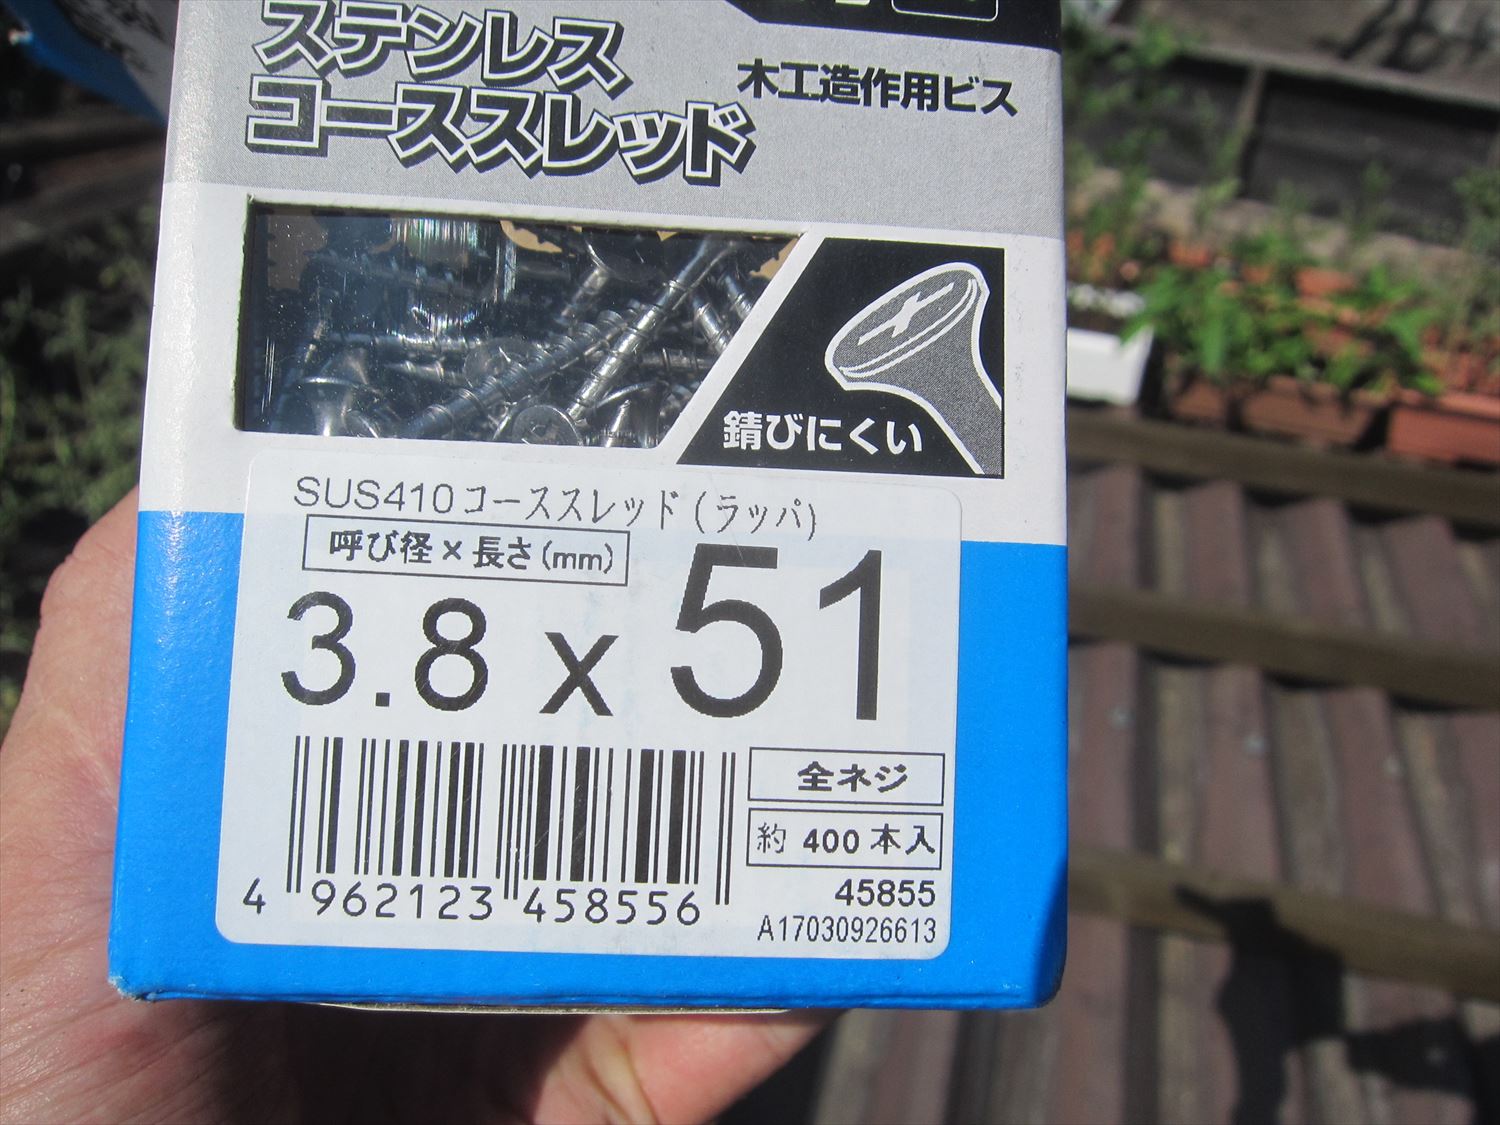 ステンレス
コーススレッド
木工造作用ビス
錆びにくい
SUS410コーススレッド(ラッパ)
呼び径×長さ(mm)
3.8x51
全ネジ
約 400 本入
4 962123 458556
45855
A17030926613